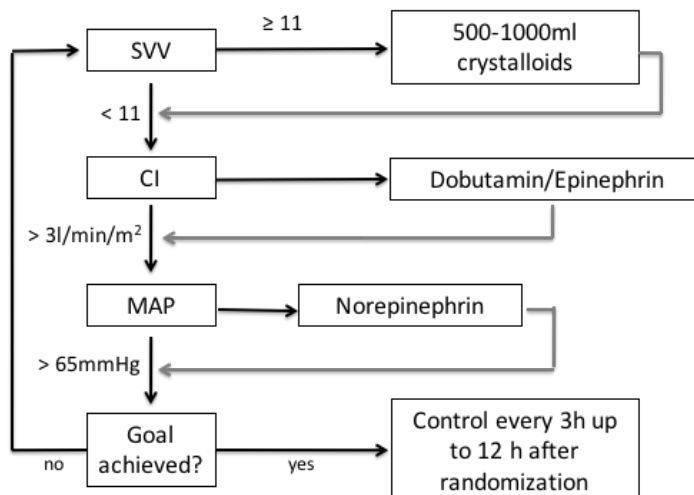 SVV
≥ 11
500-1000ml
crystalloids
< 11
CI
Dobutamin/Epinephrin
> 3l/min/m²
MAP
Norepinephrin
> 65mmHg
Goal
achieved?
no
yes
Control every 3h up
to 12 h after
randomization